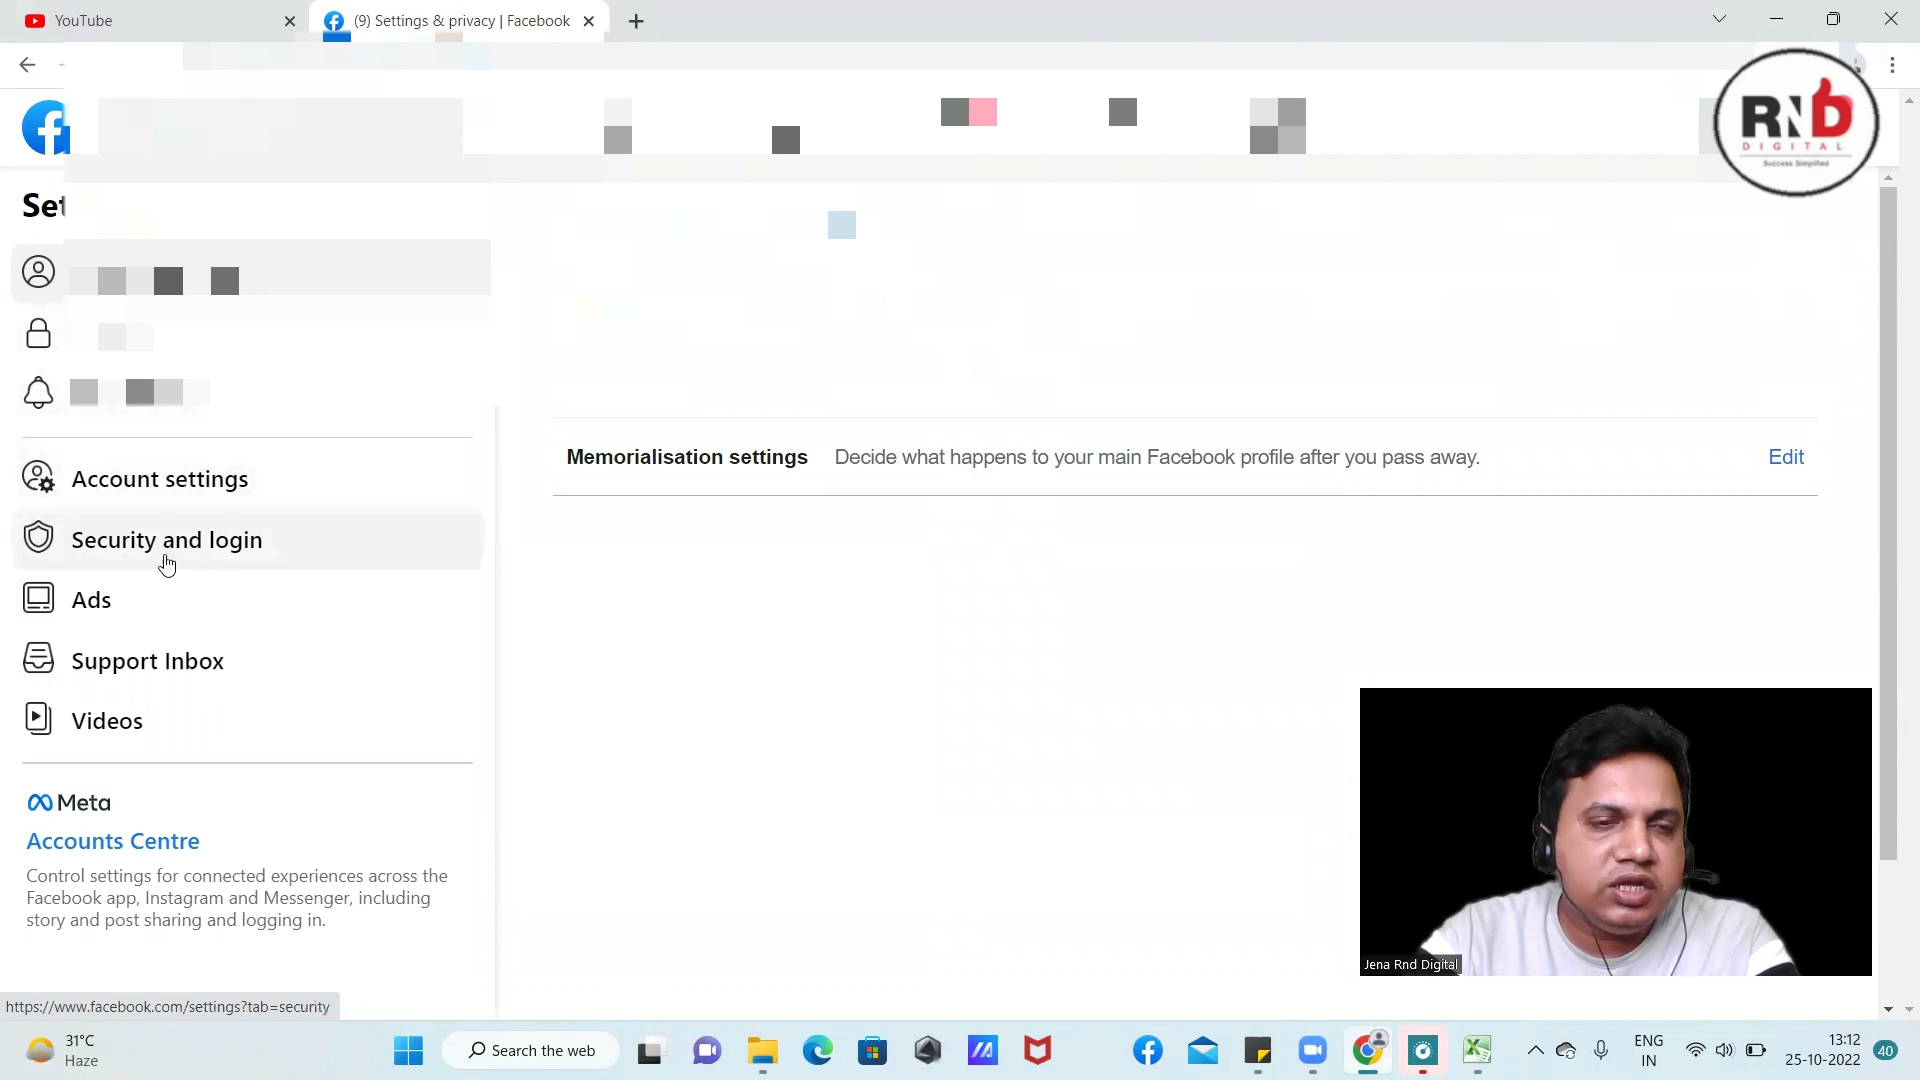 YouTube
(9) Settings & privacy | Facebook
RND
DIGITAL
Success Simplified
Set
Memorialisation settings Decide what happens to your main Facebook profile after you pass away. Edit
Account settings
Security and login
Ads
Support Inbox
Videos
Meta
Accounts Centre
Control settings for connected experiences across the
Facebook app, Instagram and Messenger, including
story and post sharing and logging in.
Jena Rnd Digital
https://www.facebook.com/settings?tab=security
31°C
Haze
Search the web
ENG
IN
13:12
25-10-2022
40